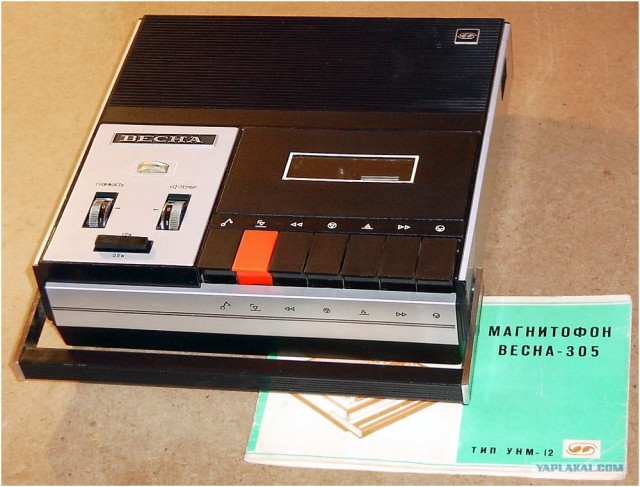 ВЕСНА
ГРОМКОСТЬ
МАГНИТОФОН
ВЕСНА-305
ТИП УНМ-12
YAPLAKAL.COM